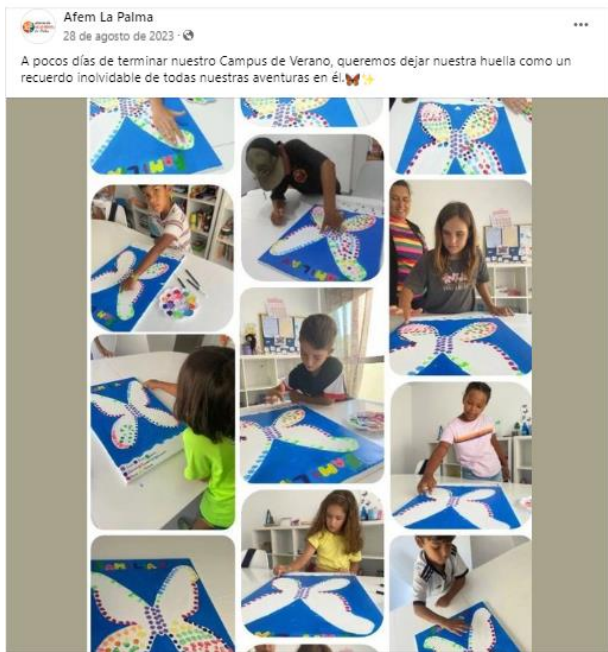 Afem La Palma
28 de agosto de 2023 ·
A pocos días de terminar nuestro Campus de Verano, queremos dejar nuestra huella como un
recuerdo inolvidable de todas nuestras aventuras en él.🦋✨